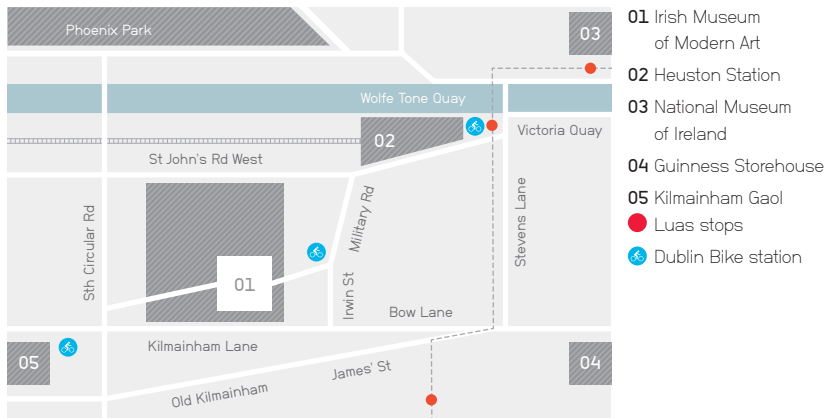 Phoenix Park
03
Wolfe Tone Quay
02
Victoria Quay
St John's Rd West
Sth Circular Rd
Military Rd
Stevens Lane
01
Irwin St
Bow Lane
Kilmainham Lane
05
James' St
04
Old Kilmainham
01 Irish Museum
of Modern Art
02 Heuston Station
03 National Museum
of Ireland
04 Guinness Storehouse
05 Kilmainham Gaol
Luas stops
Dublin Bike station